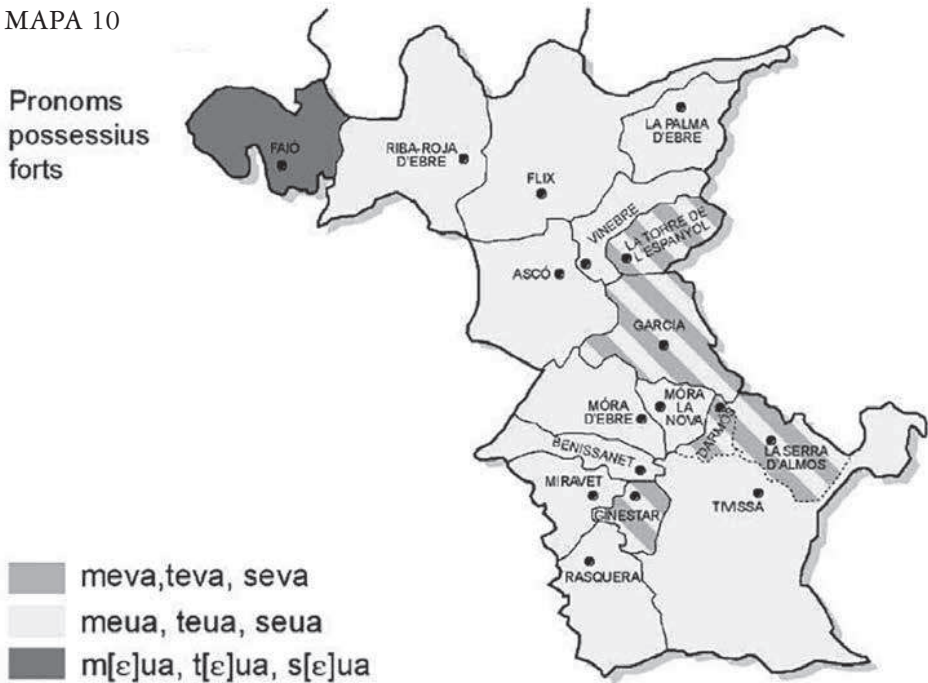 MAPA 10
Pronoms
possessius
forts
FAIÓ
RIBA-ROJA
D'EBRE
FLIX
LA PALMA
D'EBRE
VINEBRE
LA TORRE DE
L'ESPANYOL
ASCÓ
GARCIA
MÓRA
D'EBRE
MÓRA
LA
NOVA
DARMÓS
LA SERRA
D'ALMOS
BENISSANET
MIRAVET
GINESTAR
TIVISSA
RASQUERA
meva,teva, seva
meua, teua, seua
m[ɛ]ua, t[ɛ]ua, s[ɛ]ua